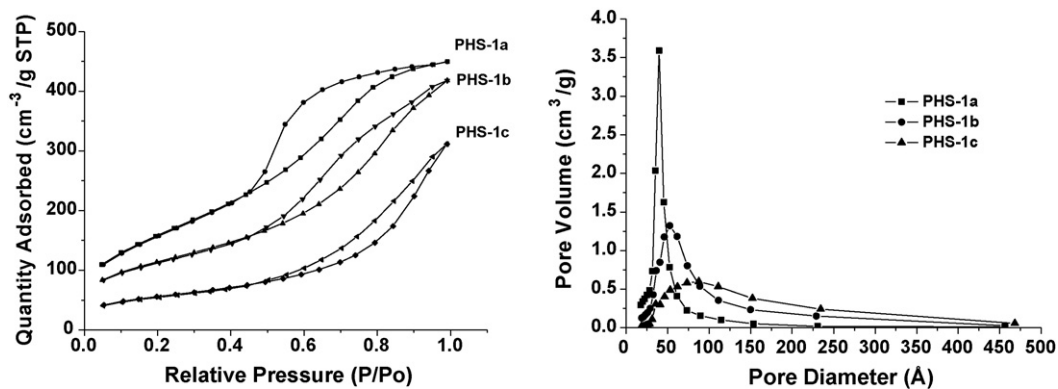 500
400
300
200
100
0
Quantity Adsorbed (cm⁻³ /g STP)
PHS-1a
PHS-1b
PHS-1c
0.0 0.2 0.4 0.6 0.8 1.0
Relative Pressure (P/Po)
4.0
3.5
3.0
2.5
2.0
1.5
1.0
0.5
0.0
Pore Volume (cm³/g)
PHS-1a
PHS-1b
PHS-1c
0 50 100 150 200 250 300 350 400 450 500
Pore Diameter (Å)